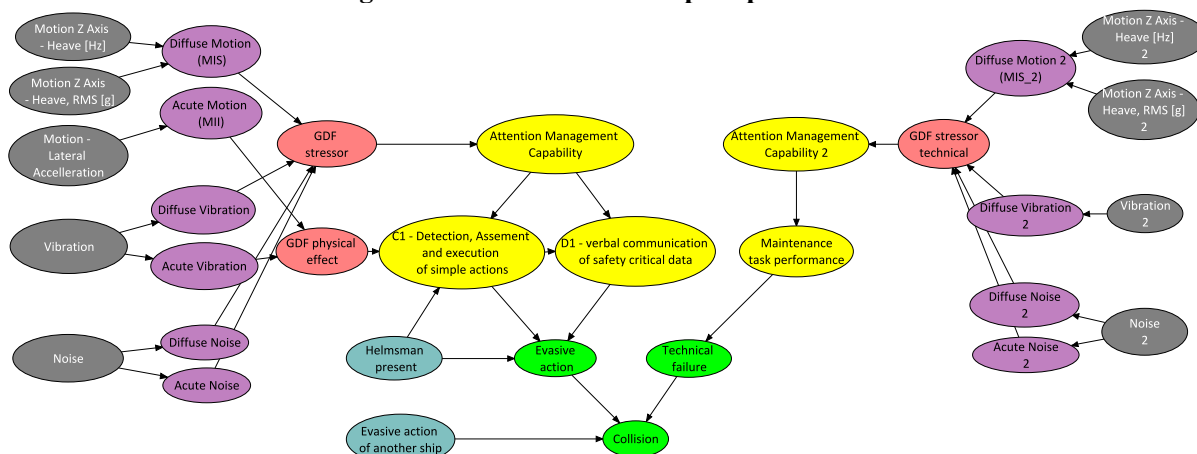 Motion Z Axis
- Heave [Hz]
Motion Z Axis
- Heave, RMS [g]
Motion -
Lateral
Accelleration
Vibration
Noise
Diffuse Motion
(MIS)
Acute Motion
(MII)
Diffuse Vibration
Acute Vibration
Diffuse Noise
Acute Noise
GDF
stressor
GDF physical
effect
Attention Management
Capability
C1 - Detection, Assement
and execution
of simple actions
D1 - verbal communication
of safety critical data
Helmsman
present
Evasive
action
Evasive action
of another ship
Collision
Technical
failure
Attention Management
Capability 2
Maintenance
task performance
GDF stressor
technical
Diffuse Motion 2
(MIS_2)
Diffuse Vibration
2
Diffuse Noise
2
Acute Noise
2
Motion Z Axis -
Heave [Hz]
2
Motion Z Axis -
Heave, RMS [g]
2
Vibration
2
Noise
2